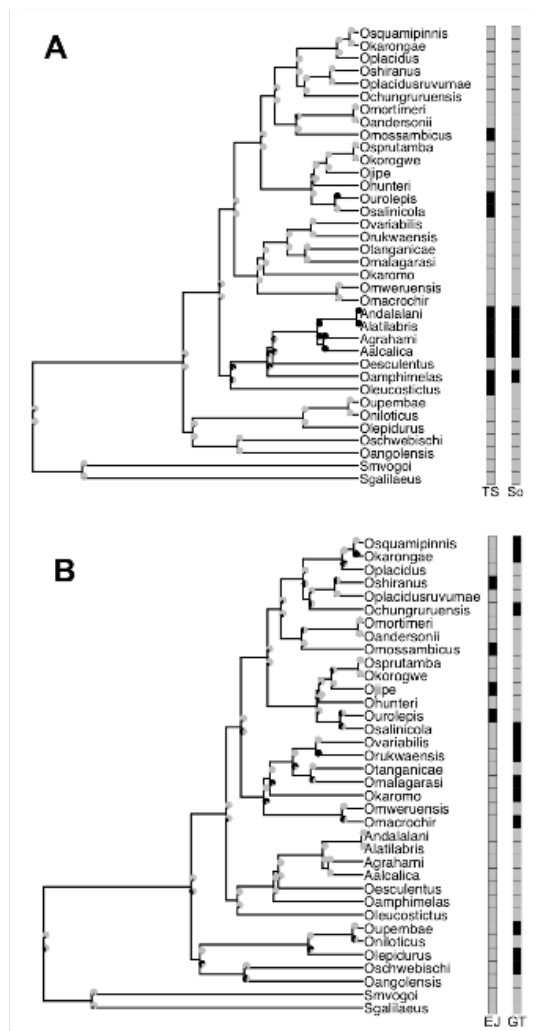 A
Osquamipinnis
Okarongae
Oplacidus
Oshiranus
Oplacidusruvumae
Ochungruruensis
Omortimeri
Oandersonii
Omossambicus
Osprutamba
Okorogwe
Ojipe
Ohunteri
Ourolepis
Osalinicola
Ovariabilis
Orukwaensis
Otanganicae
Omalagarasi
Okaromo
Omweruensis
Omacrochir
Andalalani
Alatilabris
Agrahami
Aalcalica
Oesculentus
Oamphimelas
Oleucostictus
Oupembae
Oniloticus
Olepidurus
Oschwebischi
Oangolensis
Smvogoi
Sgalilaeus
TS So
B
Osquamipinnis
Okarongae
Oplacidus
Oshiranus
Oplacidusruvumae
Ochungruruensis
Omortimeri
Oandersonii
Omossambicus
Osprutamba
Okorogwe
Ojipe
Ohunteri
Ourolepis
Osalinicola
Ovariabilis
Orukwaensis
Otanganicae
Omalagarasi
Okaromo
Omweruensis
Omacrochir
Andalalani
Alatilabris
Agrahami
Aalcalica
Oesculentus
Oamphimelas
Oleucostictus
Oupembae
Oniloticus
Olepidurus
Oschwebischi
Oangolensis
Smvogoi
Sgalilaeus
EJ GT